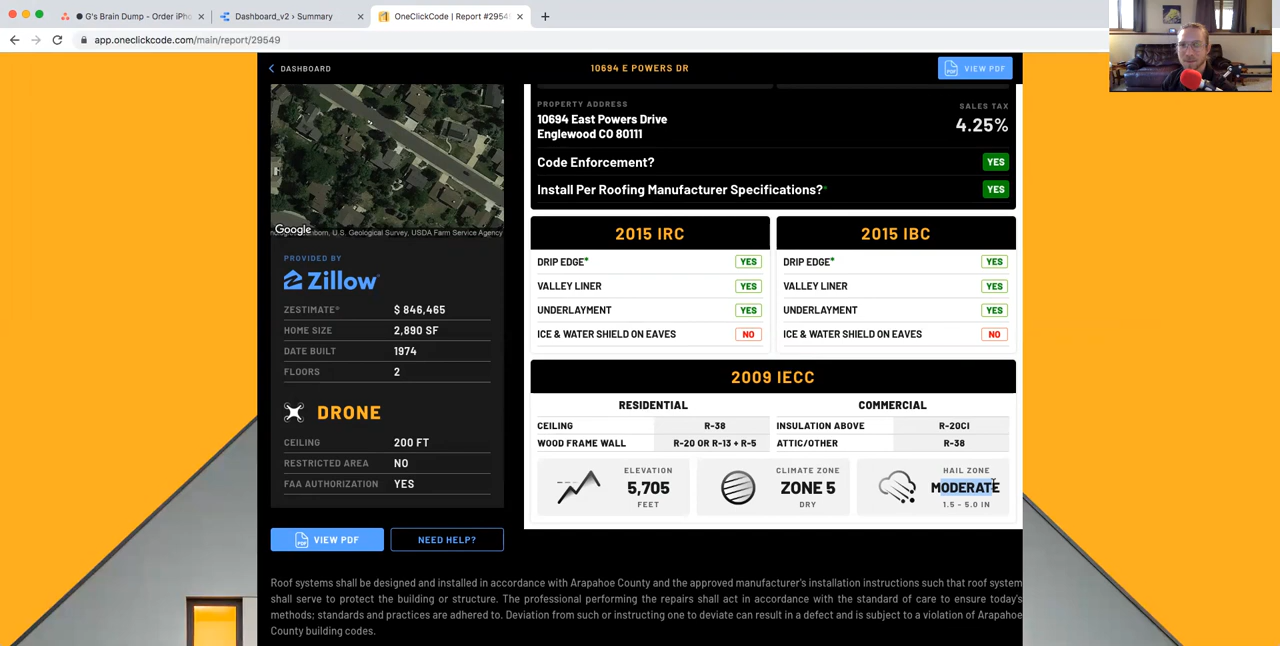 G's Brain Dump - Order iPho
Dashboard_v2 › Summary
OneClickCode | Report #2954
app.oneclickcode.com/main/report/29549
DASHBOARD
10694 E POWERS DR
PDF VIEW PDF
PROPERTY ADDRESS
10694 East Powers Drive
Englewood CO 80111
SALES TAX
4.25%
Code Enforcement? YES
Install Per Roofing Manufacturer Specifications?* YES
Google
U.S. Geological Survey, USDA Farm Service Agency
PROVIDED BY
Zillow
ZESTIMATE® $ 846,465
HOME SIZE 2,890 SF
DATE BUILT 1974
FLOORS 2
DRONE
CEILING 200 FT
RESTRICTED AREA NO
FAA AUTHORIZATION YES
PDF VIEW PDF
NEED HELP?
2015 IRC
DRIP EDGE* YES
VALLEY LINER YES
UNDERLAYMENT YES
ICE & WATER SHIELD ON EAVES NO
2015 IBC
DRIP EDGE* YES
VALLEY LINER YES
UNDERLAYMENT YES
ICE & WATER SHIELD ON EAVES NO
2009 IECC
RESIDENTIAL
CEILING R-38
WOOD FRAME WALL R-20 OR R-13 + R-5
COMMERCIAL
INSULATION ABOVE R-20CI
ATTIC/OTHER R-38
ELEVATION
5,705
FEET
CLIMATE ZONE
ZONE 5
DRY
HAIL ZONE
MODERATE
1.5 - 5.0 IN
Roof systems shall be designed and installed in accordance with Arapahoe County and the approved manufacturer's installation instructions such that roof system
shall serve to protect the building or structure. The professional performing the repairs shall act in accordance with the standard of care to ensure today's
methods; standards and practices are adhered to. Deviation from such or instructing one to deviate can result in a defect and is subject to a violation of Arapahoe
County building codes.